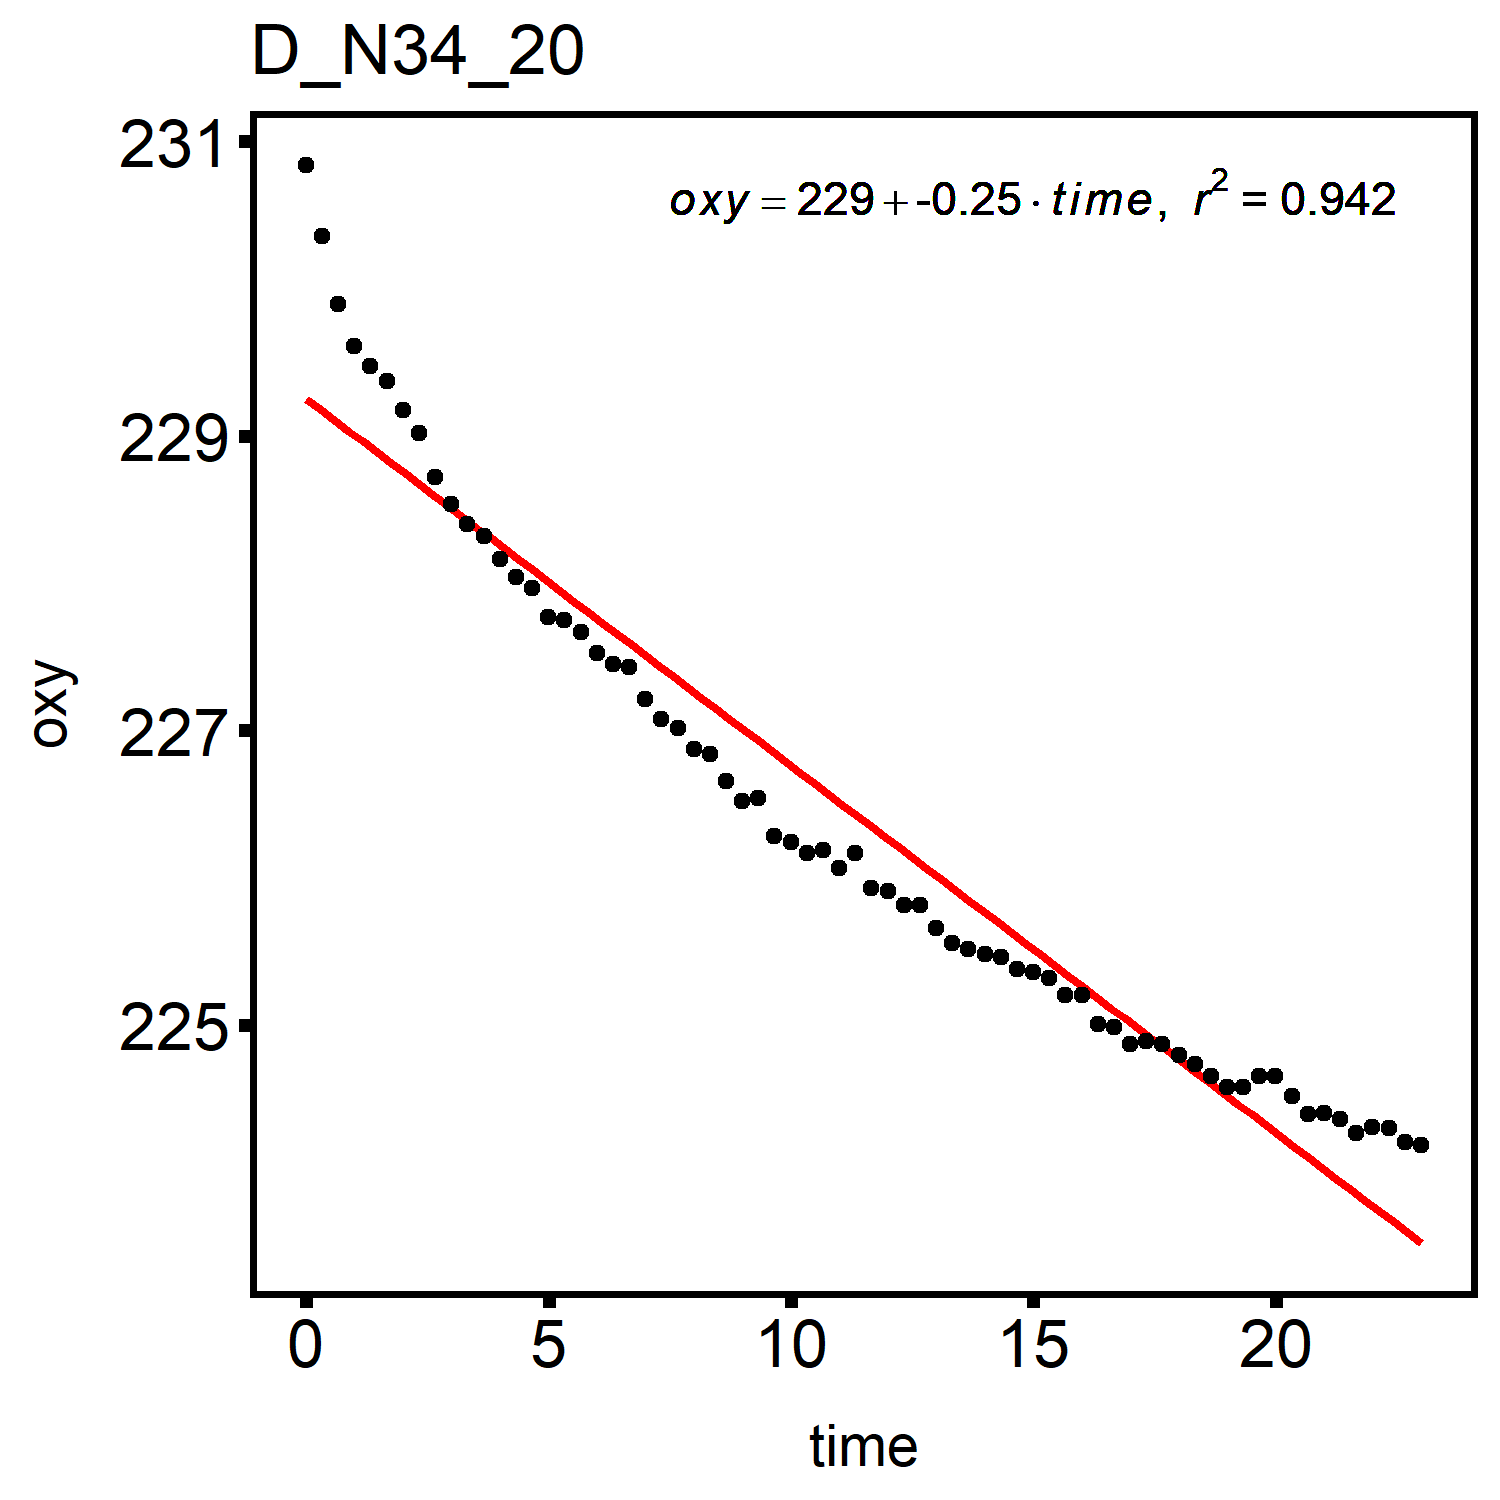 D_N34_20
231
oxy = 229 + -0.25 · time, r² = 0.942
229
227
225
oxy
0 5 10 15 20
time